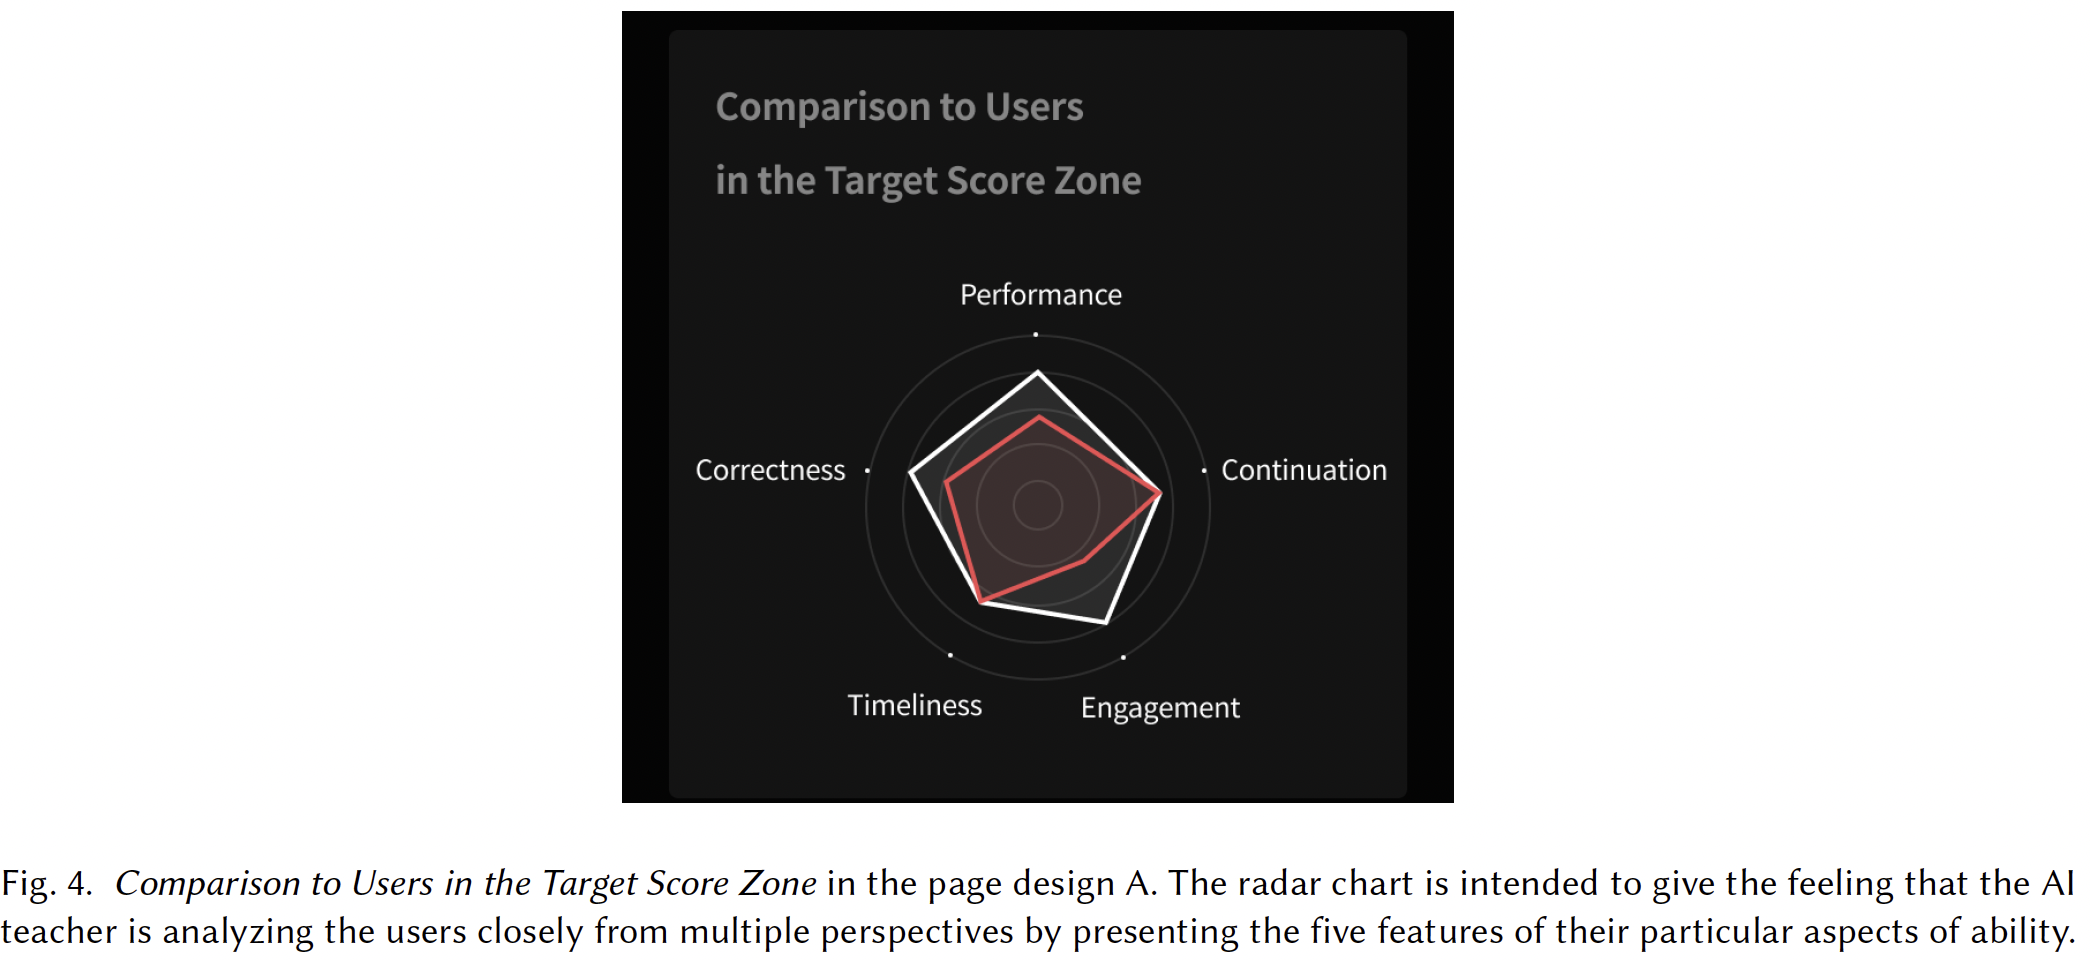 Comparison to Users
in the Target Score Zone
Performance
Correctness
Continuation
Timeliness
Engagement
Fig. 4. Comparison to Users in the Target Score Zone in the page design A. The radar chart is intended to give the feeling that the AI
teacher is analyzing the users closely from multiple perspectives by presenting the five features of their particular aspects of ability.